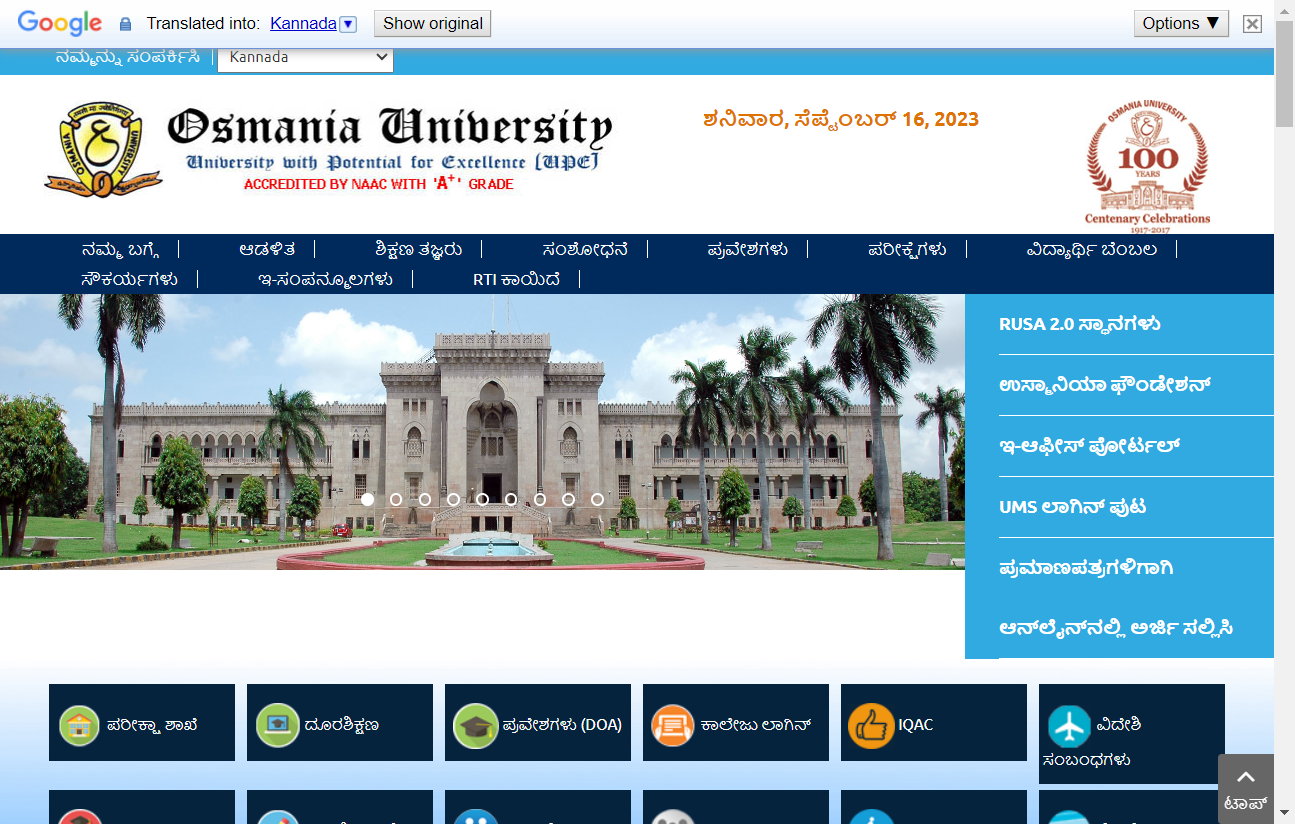 Google Translated into: Kannada Show original Options ▼
ನಮ್ಮನ್ನು ಸಂಪರ್ಕಿಸಿ Kannada
Osmania University
University with Potential for Excellence [UPE]
ACCREDITED BY NAAC WITH 'A+' GRADE
ಶನಿವಾರ, ಸೆಪ್ಟೆಂಬರ್ 16, 2023
OSMANIA UNIVERSITY
100
YEARS
Centenary Celebrations
1917-2017
ನಮ್ಮ ಬಗ್ಗೆ ಆಡಳಿತ ಶಿಕ್ಷಣ ತಜ್ಞರು ಸಂಶೋಧನೆ ಪ್ರವೇಶಗಳು ಪರೀಕ್ಷೆಗಳು ವಿದ್ಯಾರ್ಥಿ ಬೆಂಬಲ
ಸೌಕರ್ಯಗಳು ಇ-ಸಂಪನ್ಮೂಲಗಳು RTI ಕಾಯಿದೆ
RUSA 2.0 ಸ್ಥಾನಗಳು
ಉಸ್ಮಾನಿಯಾ ಫೌಂಡೇಶನ್
ಇ-ಆಫೀಸ್ ಪೋರ್ಟಲ್
UMS ಲಾಗಿನ್ ಪುಟ
ಪ್ರಮಾಣಪತ್ರಗಳಿಗಾಗಿ
ಆನ್‌ಲೈನ್‌ನಲ್ಲಿ ಅರ್ಜಿ ಸಲ್ಲಿಸಿ
ಪರೀಕ್ಷಾ ಶಾಖೆ ದೂರಶಿಕ್ಷಣ ಪ್ರವೇಶಗಳು (DOA) ಕಾಲೇಜು ಲಾಗಿನ್ IQAC ವಿದೇಶಿ
ಸಂಬಂಧಗಳು
ಟಾಪ್